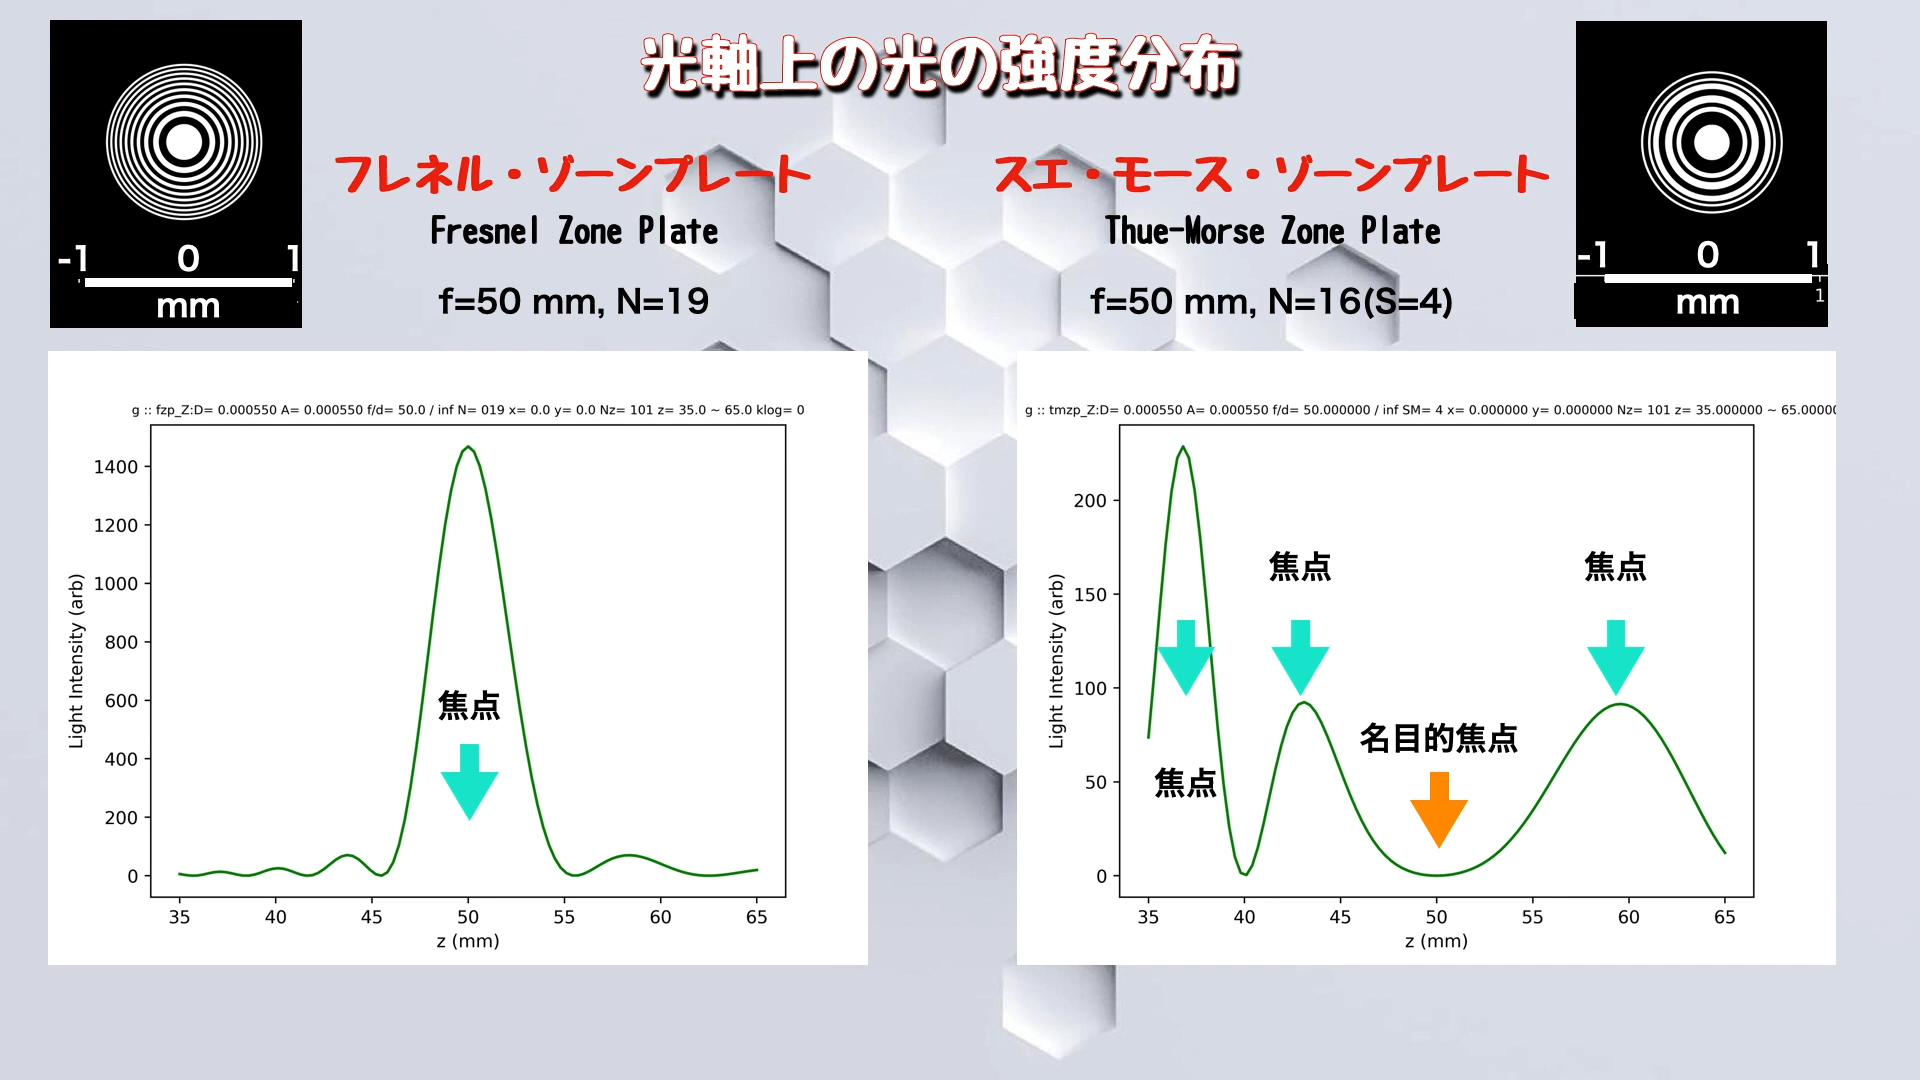 光軸上の光の強度分布
-1 0 1
mm
フレネル・ゾーンプレート
Fresnel Zone Plate
f=50 mm, N=19
スエ・モース・ゾーンプレート
Thue-Morse Zone Plate
f=50 mm, N=16(S=4)
-1 0 1
1
mm
g :: fzp_Z:D= 0.000550 A= 0.000550 f/d= 50.0 / inf N= 019 x= 0.0 y= 0.0 Nz= 101 z= 35.0 ~ 65.0 klog= 0
Light Intensity (arb)
1400
1200
1000
800
600
400
200
0
焦点
35 40 45 50 55 60 65
z (mm)
g :: tmzp_Z:D= 0.000550 A= 0.000550 f/d= 50.000000 / inf SM= 4 x= 0.000000 y= 0.000000 Nz= 101 z= 35.000000 ~ 65.00000
Light Intensity (arb)
200
150
100
50
0
焦点
焦点
名目的焦点
焦点
35 40 45 50 55 60 65
z (mm)